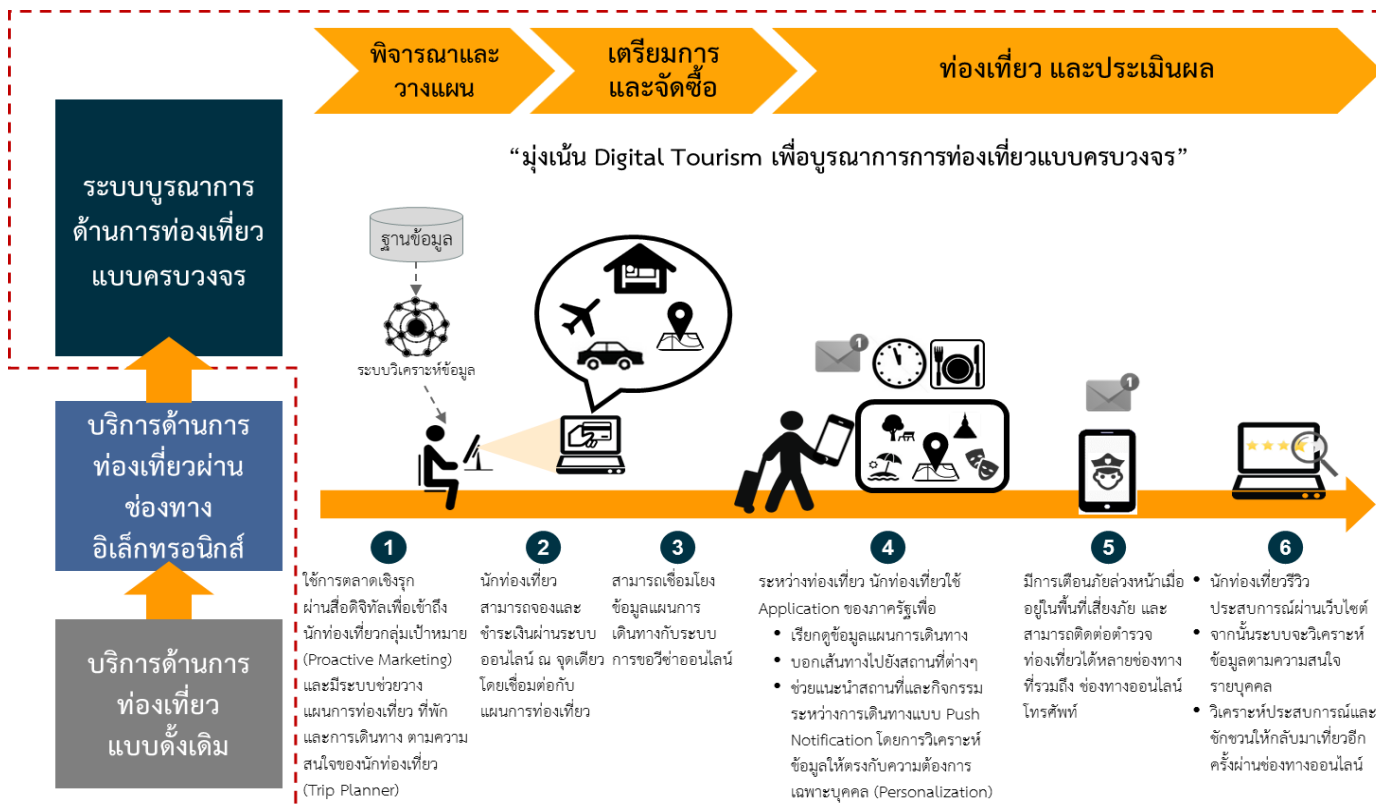 พิจารณาและ
วางแผน
เตรียมการ
และจัดซื้อ
ท่องเที่ยว และประเมินผล
“มุ่งเน้น Digital Tourism เพื่อบูรณาการการท่องเที่ยวแบบครบวงจร”
ระบบบูรณาการ
ด้านการท่องเที่ยว
แบบครบวงจร
บริการด้านการ
ท่องเที่ยวผ่าน
ช่องทาง
อิเล็กทรอนิกส์
บริการด้านการ
ท่องเที่ยว
แบบดั้งเดิม
ฐานข้อมูล
ระบบวิเคราะห์ข้อมูล
1
1
1
ใช้การตลาดเชิงรุก
ผ่านสื่อดิจิทัลเพื่อเข้าถึง
นักท่องเที่ยวกลุ่มเป้าหมาย
(Proactive Marketing)
และมีระบบช่วยวาง
แผนการท่องเที่ยว ที่พัก
และการเดินทาง ตามความ
สนใจของนักท่องเที่ยว
(Trip Planner)
2
นักท่องเที่ยว
สามารถจองและ
ชำระเงินผ่านระบบ
ออนไลน์ ณ จุดเดียว
โดยเชื่อมต่อกับ
แผนการท่องเที่ยว
3
สามารถเชื่อมโยง
ข้อมูลแผนการ
เดินทางกับระบบ
การขอวีซ่าออนไลน์
4
ระหว่างท่องเที่ยว นักท่องเที่ยวใช้
Application ของภาครัฐเพื่อ
• เรียกดูข้อมูลแผนการเดินทาง
• บอกเส้นทางไปยังสถานที่ต่างๆ
• ช่วยแนะนำสถานที่และกิจกรรม
ระหว่างการเดินทางแบบ Push
Notification โดยการวิเคราะห์
ข้อมูลให้ตรงกับความต้องการ
เฉพาะบุคคล (Personalization)
5
มีการเตือนภัยล่วงหน้าเมื่อ
อยู่ในพื้นที่เสี่ยงภัย และ
สามารถติดต่อตำรวจ
ท่องเที่ยวได้หลายช่องทาง
ที่รวมถึง ช่องทางออนไลน์
โทรศัพท์
6
• นักท่องเที่ยวรีวิว
ประสบการณ์ผ่านเว็บไซต์
• จากนั้นระบบจะวิเคราะห์
ข้อมูลตามความสนใจ
รายบุคคล
• วิเคราะห์ประสบการณ์และ
ชักชวนให้กลับมาเที่ยวอีก
ครั้งผ่านช่องทางออนไลน์